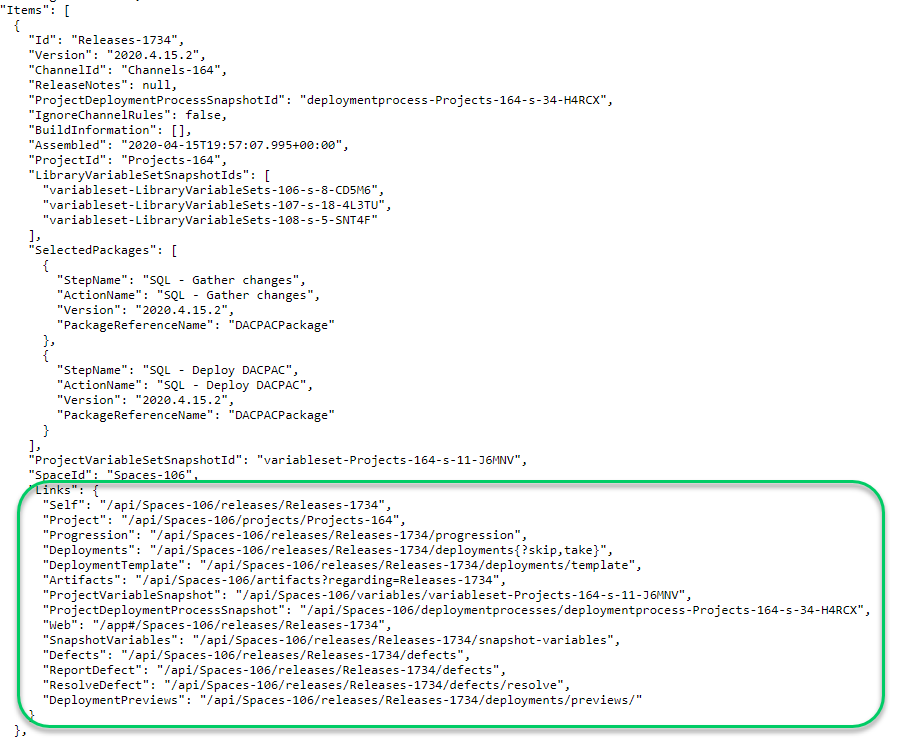 "Items": [
{
"Id": "Releases-1734",
"Version": "2020.4.15.2",
"ChannelId": "Channels-164",
"ReleaseNotes": null,
"ProjectDeploymentProcessSnapshotId": "deploymentprocess-Projects-164-s-34-H4RCX",
"IgnoreChannelRules": false,
"BuildInformation": [],
"Assembled": "2020-04-15T19:57:07.995+00:00",
"ProjectId": "Projects-164",
"LibraryVariableSetSnapshotIds": [
"variableset-LibraryVariableSets-106-s-8-CD5M6",
"variableset-LibraryVariableSets-107-s-18-4L3TU",
"variableset-LibraryVariableSets-108-s-5-SNT4F"
],
"SelectedPackages": [
{
"StepName": "SQL - Gather changes",
"ActionName": "SQL - Gather changes",
"Version": "2020.4.15.2",
"PackageReferenceName": "DACPACPackage"
},
{
"StepName": "SQL - Deploy DACPAC",
"ActionName": "SQL - Deploy DACPAC",
"Version": "2020.4.15.2",
"PackageReferenceName": "DACPACPackage"
}
],
"ProjectVariableSetSnapshotId": "variableset-Projects-164-s-11-J6MNV",
"SpaceId": "Spaces-106",
"Links": {
"Self": "/api/Spaces-106/releases/Releases-1734",
"Project": "/api/Spaces-106/projects/Projects-164",
"Progression": "/api/Spaces-106/releases/Releases-1734/progression",
"Deployments": "/api/Spaces-106/releases/Releases-1734/deployments{?skip,take}",
"DeploymentTemplate": "/api/Spaces-106/releases/Releases-1734/deployments/template",
"Artifacts": "/api/Spaces-106/artifacts?regarding=Releases-1734",
"ProjectVariableSnapshot": "/api/Spaces-106/variables/variableset-Projects-164-s-11-J6MNV",
"ProjectDeploymentProcessSnapshot": "/api/Spaces-106/deploymentprocesses/deploymentprocess-Projects-164-s-34-H4RCX",
"Web": "/app#/Spaces-106/releases/Releases-1734",
"SnapshotVariables": "/api/Spaces-106/releases/Releases-1734/snapshot-variables",
"Defects": "/api/Spaces-106/releases/Releases-1734/defects",
"ReportDefect": "/api/Spaces-106/releases/Releases-1734/defects",
"ResolveDefect": "/api/Spaces-106/releases/Releases-1734/defects/resolve",
"DeploymentPreviews": "/api/Spaces-106/releases/Releases-1734/deployments/previews/"
}
},